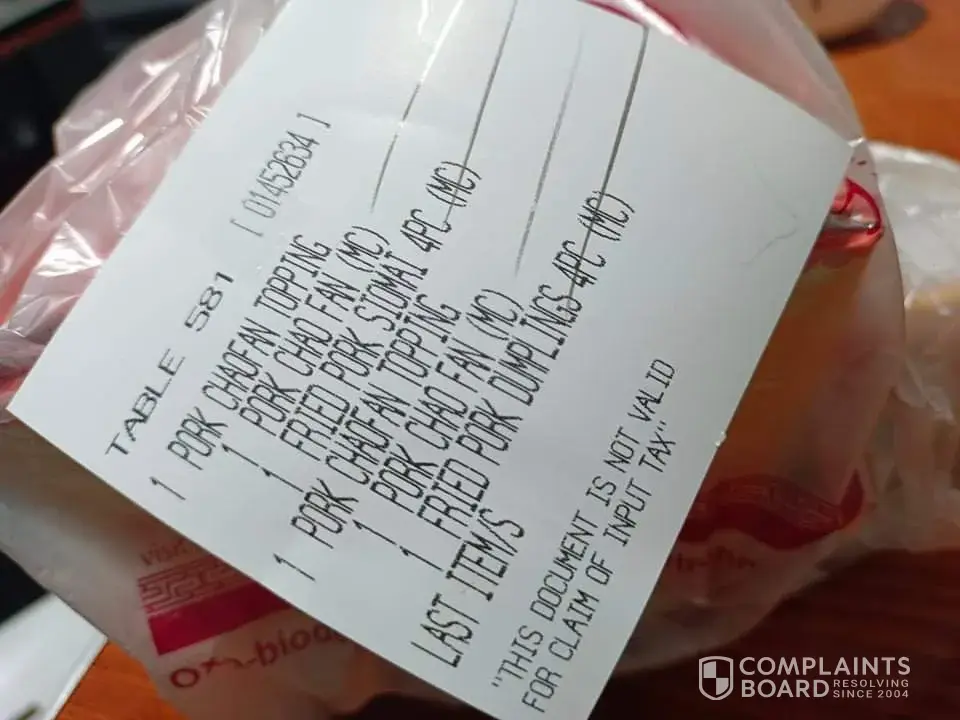 [ 01452634 ]
TABLE 581
1 PORK CHAOFAN TOPPING
1 PORK CHAO FAN (MC)
1 FRIED PORK SIOMAI 4PC (MC)
1 PORK CHAOFAN TOPPING
1 PORK CHAO FAN (MC)
1 FRIED PORK DUMPLINGS 4PC (MC)
LAST ITEM/S
"THIS DOCUMENT IS NOT VALID
FOR CLAIM OF INPUT TAX"
COMPLAINTS
BOARD RESOLVING
SINCE 2004